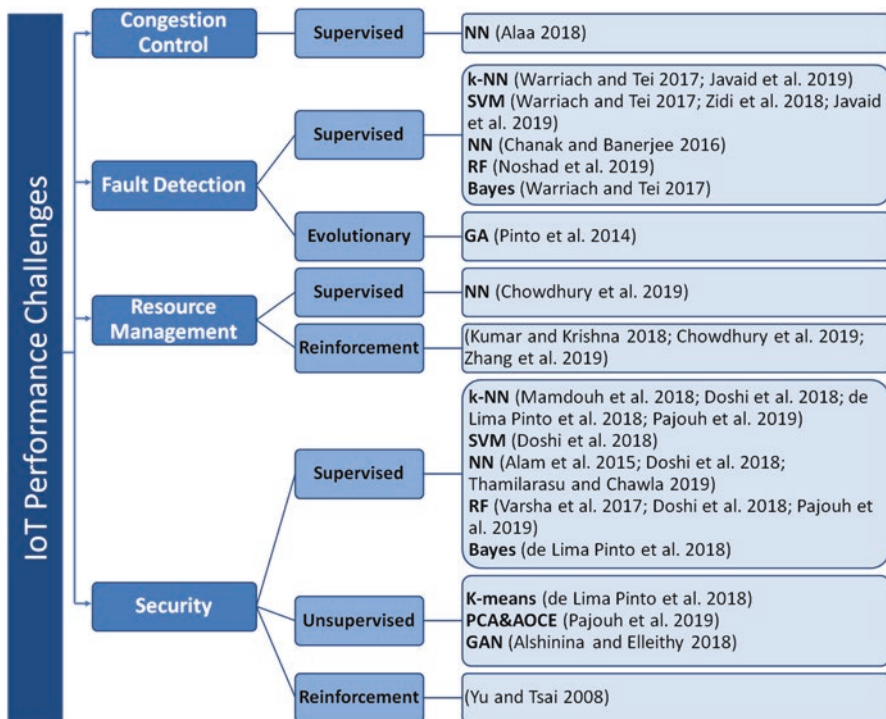 IoT Performance Challenges
Congestion
Control
Supervised
NN (Alaa 2018)
Fault Detection
Supervised
k-NN (Warriach and Tei 2017; Javaid et al. 2019)
SVM (Warriach and Tei 2017; Zidi et al. 2018; Javaid
et al. 2019)
NN (Chanak and Banerjee 2016)
RF (Noshad et al. 2019)
Bayes (Warriach and Tei 2017)
Evolutionary
GA (Pinto et al. 2014)
Resource
Management
Supervised
NN (Chowdhury et al. 2019)
Reinforcement
(Kumar and Krishna 2018; Chowdhury et al. 2019;
Zhang et al. 2019)
Security
Supervised
k-NN (Mamdouh et al. 2018; Doshi et al. 2018; de
Lima Pinto et al. 2018; Pajouh et al. 2019)
SVM (Doshi et al. 2018)
NN (Alam et al. 2015; Doshi et al. 2018;
Thamilarasu and Chawla 2019)
RF (Varsha et al. 2017; Doshi et al. 2018; Pajouh et
al. 2019)
Bayes (de Lima Pinto et al. 2018)
Unsupervised
K-means (de Lima Pinto et al. 2018)
PCA&AOCE (Pajouh et al. 2019)
GAN (Alshinina and Elleithy 2018)
Reinforcement
(Yu and Tsai 2008)